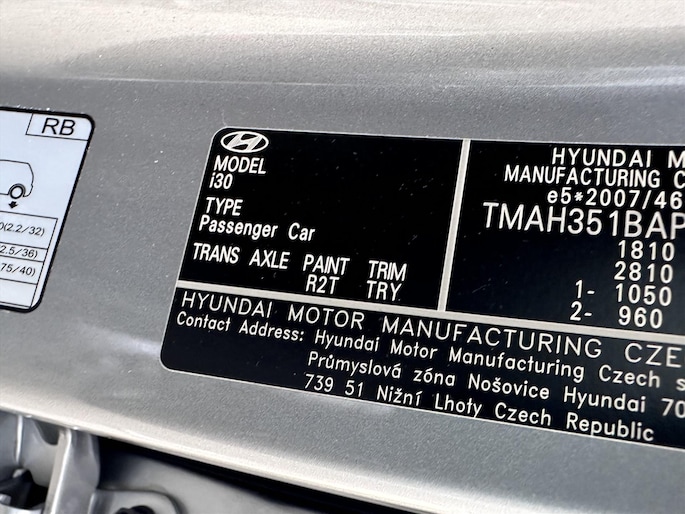 RB
0(2.2/32)
2.5/36)
75/40)
MODEL
i30
TYPE
Passenger Car
TRANS AXLE PAINT TRIM
R2T TRY
HYUNDAI M
MANUFACTURING C
e5*2007/46
TMAH351BAP
1810
2810
1- 1050
2- 960
HYUNDAI MOTOR MANUFACTURING CZE
Contact Address: Hyundai Motor Manufacturing Czech s
Průmyslová zóna Nošovice Hyundai 70
739 51 Nižní Lhoty Czech Republic